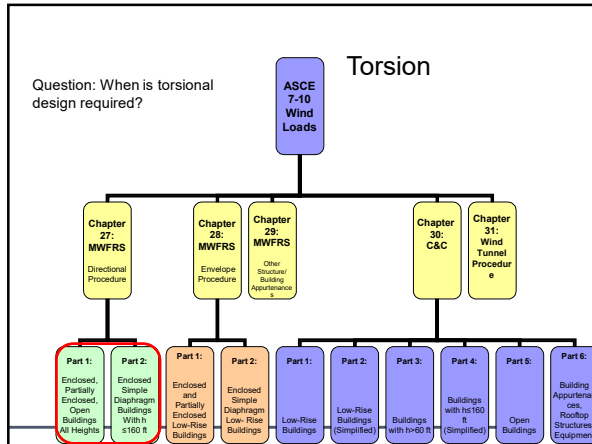 Torsion
Question: When is torsional
design required?
ASCE
7-10
Wind
Loads
Chapter
27:
MWFRS
Directional
Procedure
Chapter
28:
MWFRS
Envelope
Procedure
Chapter
29:
MWFRS
Other
Structure/
Building
Appurtenance
s
Chapter
30:
C&C
Chapter
31:
Wind
Tunnel
Procedur
e
Part 1:
Enclosed,
Partially
Enclosed,
Open
Buildings
All Heights
Part 2:
Enclosed
Simple
Diaphragm
Buildings
With h
≤160 ft
Part 1:
Enclosed
and
Partially
Enclosed
Low-Rise
Buildings
Part 2:
Enclosed
Simple
Diaphragm
Low- Rise
Buildings
Part 1:
Low-Rise
Buildings
Part 2:
Low-Rise
Buildings
(Simplified)
Part 3:
Buildings
with h>60 ft
Part 4:
Buildings
with h≤160
ft
(Simplified)
Part 5:
Open
Buildings
Part 6:
Building
Appurtenan
ces,
Rooftop
Structures
Equipment